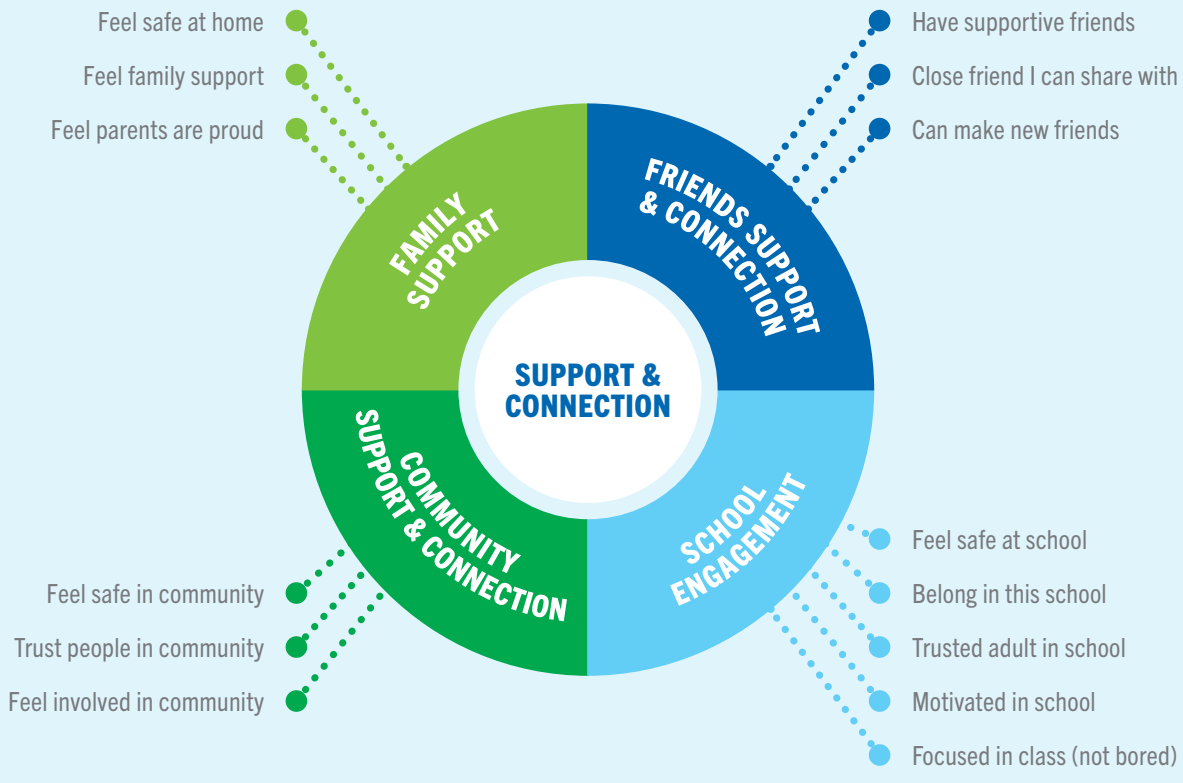 Feel safe at home
Feel family support
Feel parents are proud
Have supportive friends
Close friend I can share with
Can make new friends
FAMILY
SUPPORT
FRIENDS SUPPORT
& CONNECTION
SUPPORT &
CONNECTION
COMMUNITY
SUPPORT & CONNECTION
SCHOOL
ENGAGEMENT
Feel safe in community
Trust people in community
Feel involved in community
Feel safe at school
Belong in this school
Trusted adult in school
Motivated in school
Focused in class (not bored)